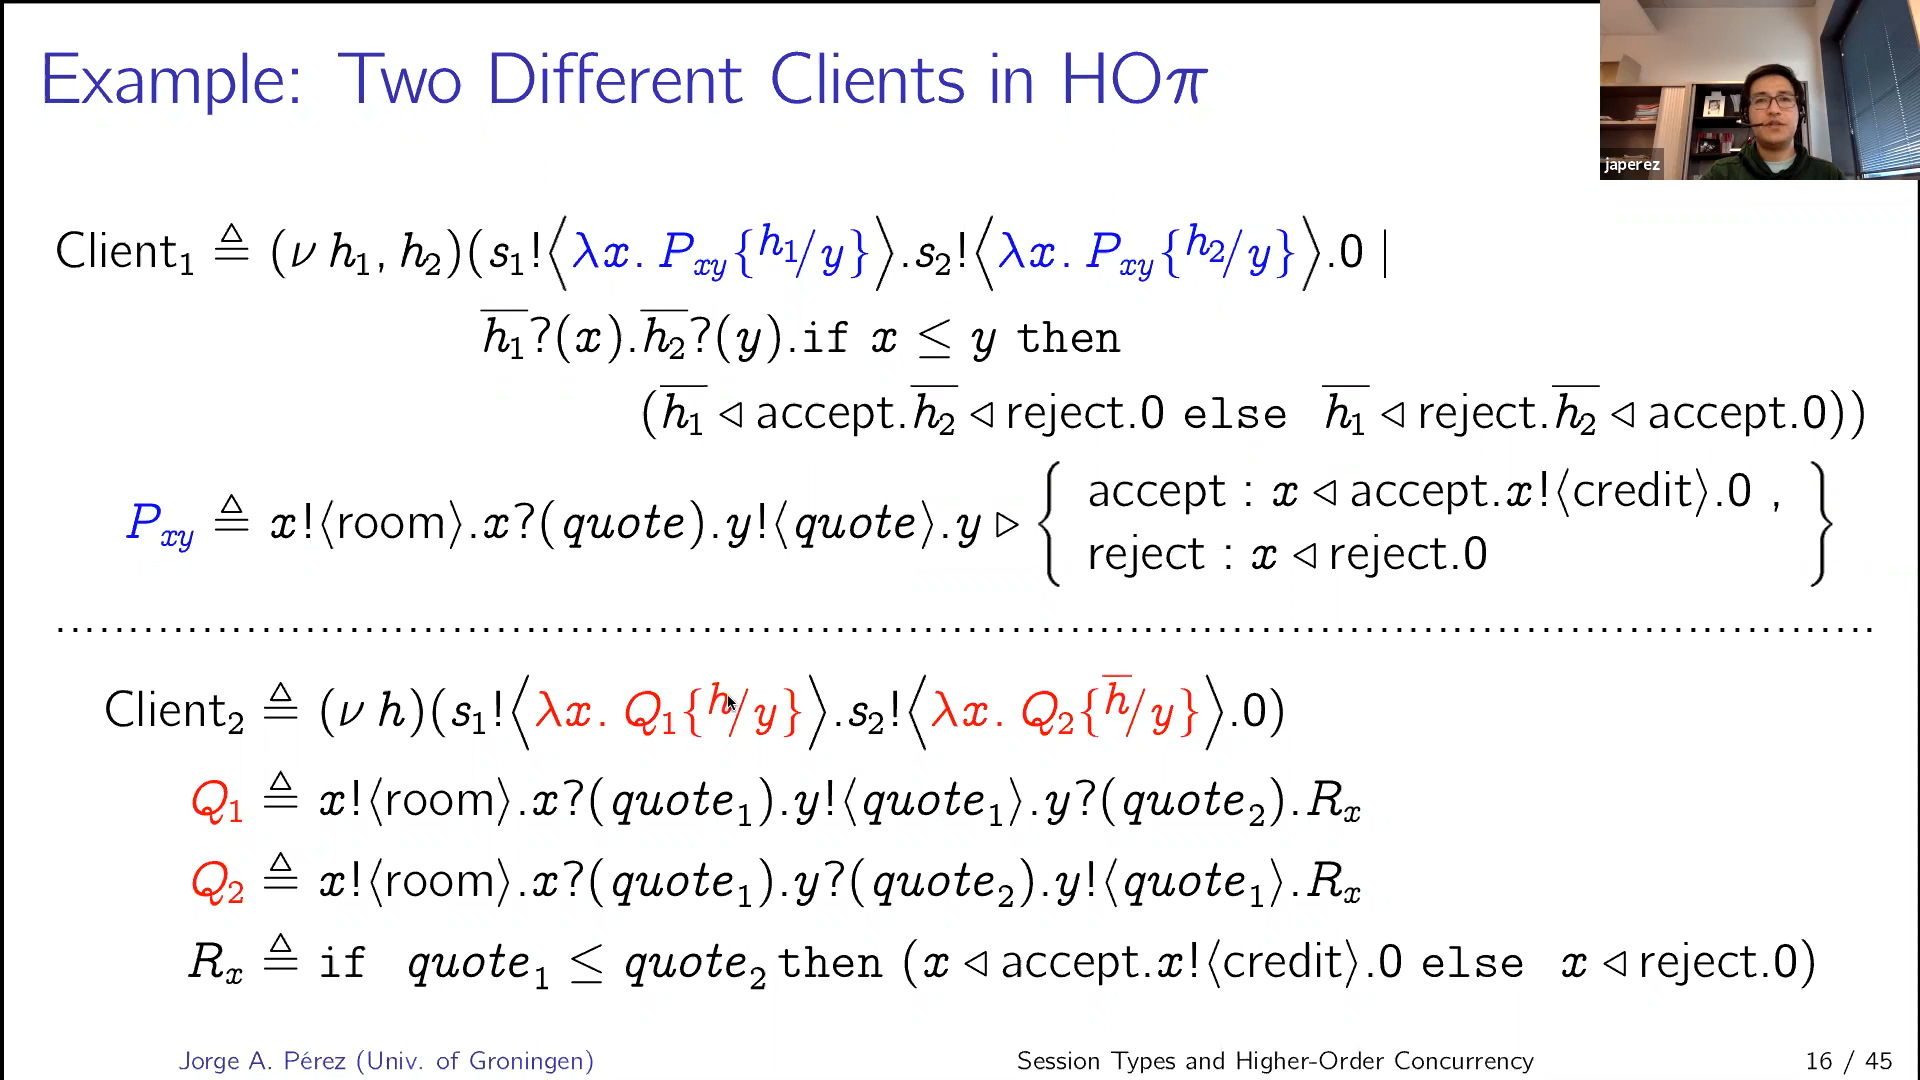 Example: Two Different Clients in HOπ
japerez
Client₁ ≜ (ν h₁, h₂)(s₁!⟨λx. P_xy{h₁/y}⟩.s₂!⟨λx. P_xy{h₂/y}⟩.0 |
h̅₁?(x).h̅₂?(y).if x ≤ y then
(h̅₁ ◁ accept.h̅₂ ◁ reject.0 else h̅₁ ◁ reject.h̅₂ ◁ accept.0))
P_xy ≜ x!⟨room⟩.x?(quote).y!⟨quote⟩.y ▷ { accept : x ◁ accept.x!⟨credit⟩.0 ,
reject : x ◁ reject.0 }
Client₂ ≜ (ν h)(s₁!⟨λx. Q₁{h/y}⟩.s₂!⟨λx. Q₂{h̅/y}⟩.0)
Q₁ ≜ x!⟨room⟩.x?(quote₁).y!⟨quote₁⟩.y?(quote₂).Rₓ
Q₂ ≜ x!⟨room⟩.x?(quote₁).y?(quote₂).y!⟨quote₁⟩.Rₓ
Rₓ ≜ if quote₁ ≤ quote₂ then (x ◁ accept.x!⟨credit⟩.0 else x ◁ reject.0)
Jorge A. Pérez (Univ. of Groningen) Session Types and Higher-Order Concurrency 16 / 45